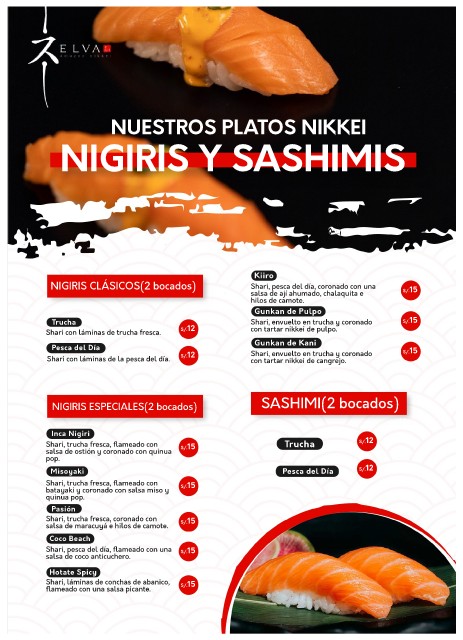 ELVA
NUESTROS PLATOS NIKKEI
NIGIRIS Y SASHIMIS
NIGIRIS CLÁSICOS(2 bocados)
Trucha
Shari con láminas de trucha fresca.
S/.12
Pesca del Día
Shari con láminas de la pesca del día.
S/.12
NIGIRIS ESPECIALES(2 bocados)
Inca Nigiri
Shari, trucha fresca, flameado con
salsa de ostión y coronado con quinua
pop.
S/.15
Misoyaki
Shari, trucha fresca, flameado con
batayaki y coronado con salsa miso y
quinua pop.
S/.15
Pasión
Shari, trucha fresca, coronado con
salsa de maracuyá e hilos de camote.
S/.15
Coco Beach
Shari, pesca del día, flameado con una
salsa de coco anticuchero.
S/.15
Hotate Spicy
Shari, láminas de conchas de abanico,
flameado con una salsa picante.
S/.15
Kiiro
Shari, pesca del día, coronado con una
salsa de ají ahumado, chalaquita e
hilos de camote.
S/.15
Gunkan de Pulpo
Shari, envuelto en trucha y coronado
con tartar nikkei de pulpo.
S/.15
Gunkan de Kani
Shari, envuelto en trucha y coronado
con tartar nikkei de cangrejo.
S/.15
SASHIMI(2 bocados)
Trucha
S/.12
Pesca del Día
S/.12